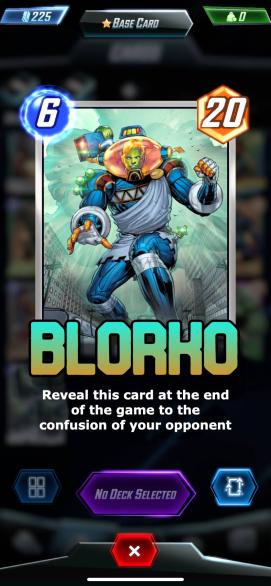 225
BASE CARD
0
6
20
BLORKO
Reveal this card at the end
of the game to the
confusion of your opponent
NO DECK SELECTED